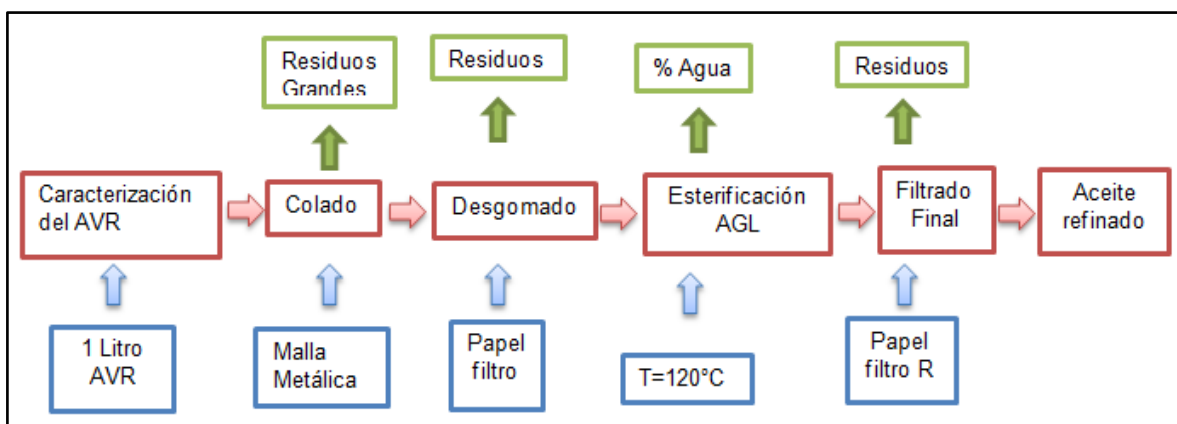 Residuos
Grandes
Residuos
% Agua
Residuos
Caracterización
del AVR
Colado
Desgomado
Esterificación
AGL
Filtrado
Final
Aceite
refinado
1 Litro
AVR
Malla
Metálica
Papel
filtro
T=120°C
Papel
filtro R